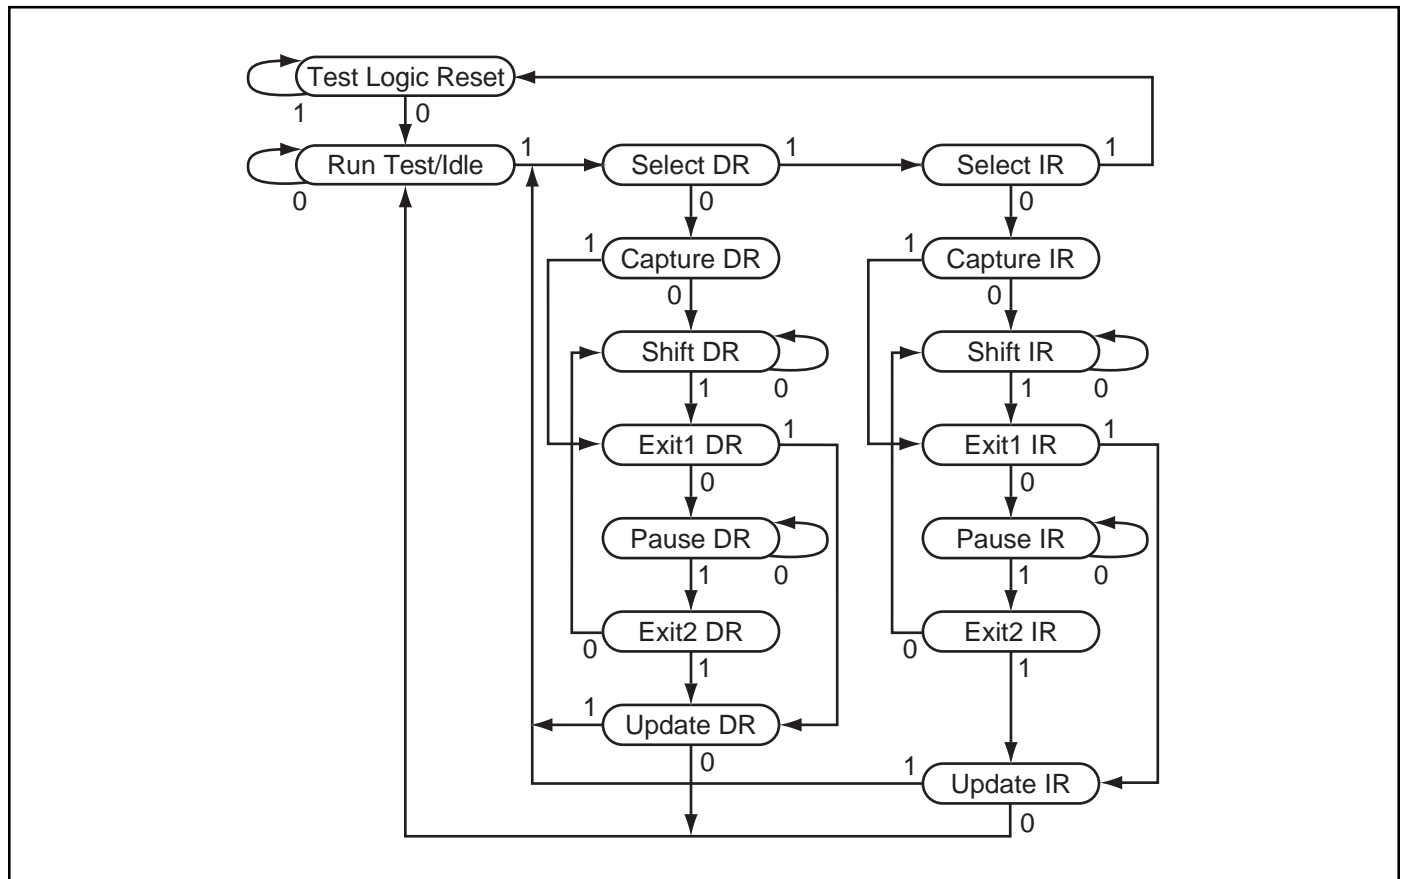 Test Logic Reset
1
0
Run Test/Idle
1
Select DR
1
Select IR
1
0
0
0
1
Capture DR
1
Capture IR
0
0
Shift DR
Shift IR
1
0
1
0
Exit1 DR
1
Exit1 IR
1
0
0
Pause DR
Pause IR
1
0
1
0
Exit2 DR
Exit2 IR
0
1
0
1
1
Update DR
0
1
Update IR
0